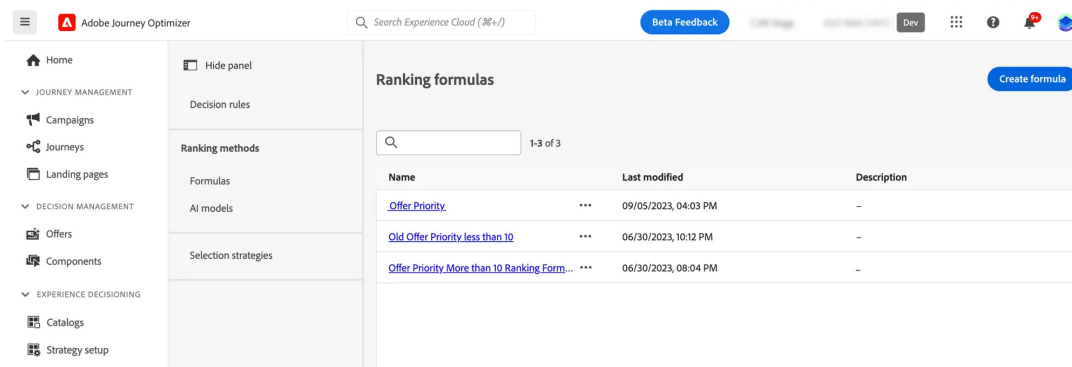 Adobe Journey Optimizer
Search Experience Cloud (⌘+/)
Beta Feedback
Dev
9+
Home
JOURNEY MANAGEMENT
Campaigns
Journeys
Landing pages
DECISION MANAGEMENT
Offers
Components
EXPERIENCE DECISIONING
Catalogs
Strategy setup
Hide panel
Decision rules
Ranking methods
Formulas
AI models
Selection strategies
Ranking formulas
Create formula
1-3 of 3
Name Last modified Description
Offer Priority ••• 09/05/2023, 04:03 PM –
Old Offer Priority less than 10 ••• 06/30/2023, 10:12 PM –
Offer Priority More than 10 Ranking Form... ••• 06/30/2023, 08:04 PM –